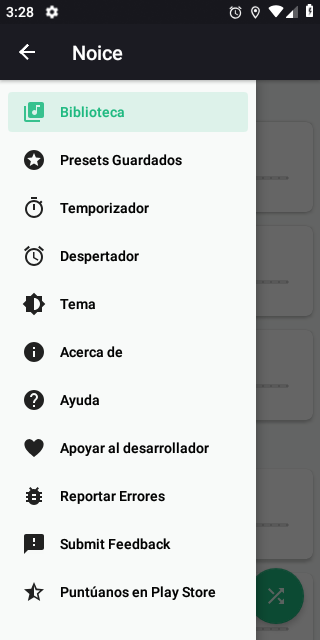 3:28
Noice
Biblioteca
Presets Guardados
Temporizador
Despertador
Tema
Acerca de
Ayuda
Apoyar al desarrollador
Reportar Errores
Submit Feedback
Puntúanos en Play Store